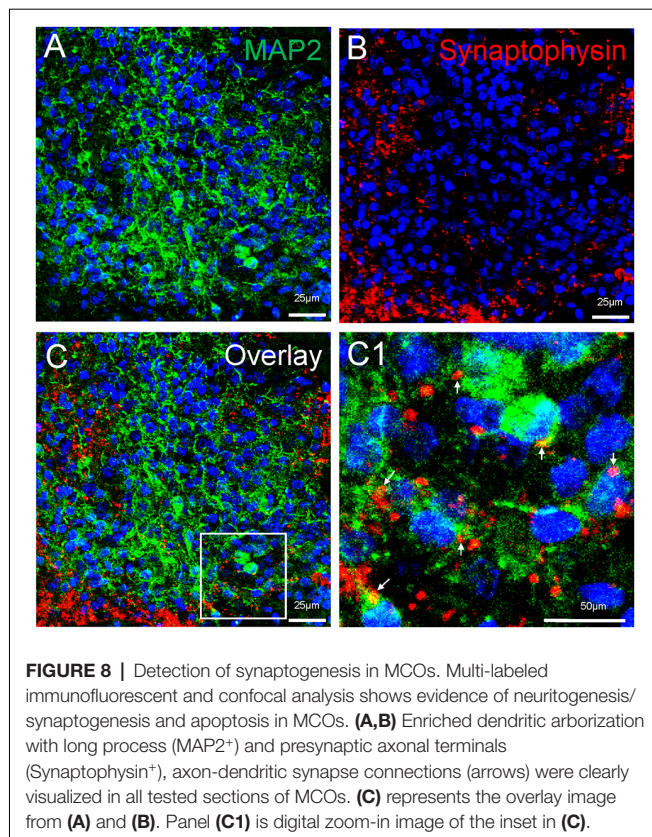 A MAP2
25µm
B Synaptophysin
25µm
C Overlay
25µm
C1
50µm
FIGURE 8 | Detection of synaptogenesis in MCOs. Multi-labeled
immunofluorescent and confocal analysis shows evidence of neuritogenesis/
synaptogenesis and apoptosis in MCOs. (A,B) Enriched dendritic arborization
with long process (MAP2+) and presynaptic axonal terminals
(Synaptophysin+), axon-dendritic synapse connections (arrows) were clearly
visualized in all tested sections of MCOs. (C) represents the overlay image
from (A) and (B). Panel (C1) is digital zoom-in image of the inset in (C).